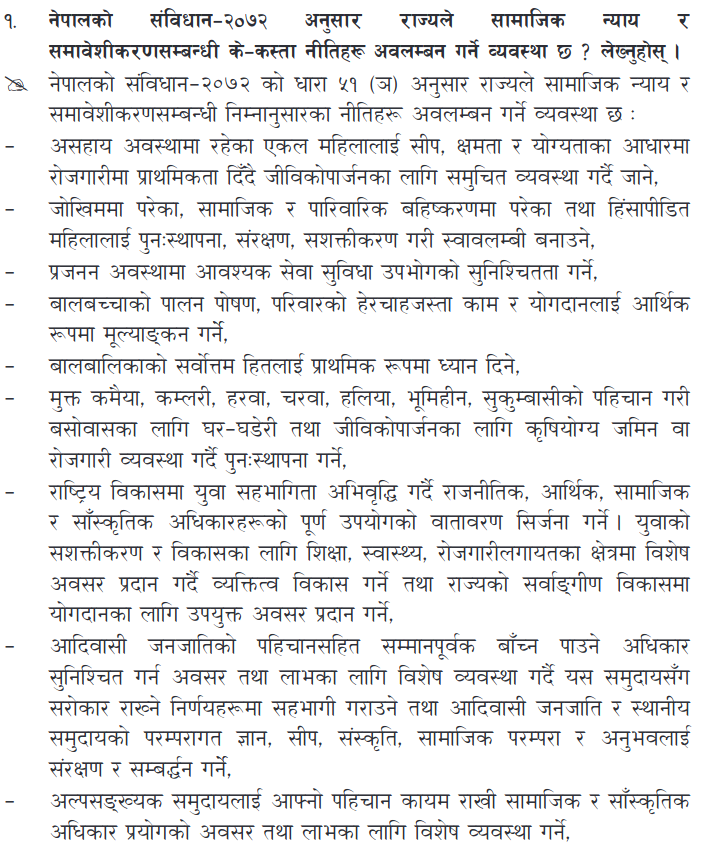 १. नेपालको संविधान-२०७२ अनुसार राज्यले सामाजिक न्याय र
समावेशीकरणसम्बन्धी के-कस्ता नीतिहरू अवलम्बन गर्ने व्यवस्था छ ? लेख्नुहोस् ।
नेपालको संविधान-२०७२ को धारा ५१ (ञ) अनुसार राज्यले सामाजिक न्याय र
समावेशीकरणसम्बन्धी निम्नानुसारका नीतिहरू अवलम्बन गर्ने व्यवस्था छ :
- असहाय अवस्थामा रहेका एकल महिलालाई सीप, क्षमता र योग्यताका आधारमा
रोजगारीमा प्राथमिकता दिँदै जीविकोपार्जनका लागि समुचित व्यवस्था गर्दै जाने,
- जोखिममा परेका, सामाजिक र पारिवारिक बहिष्करणमा परेका तथा हिंसापीडित
महिलालाई पुनःस्थापना, संरक्षण, सशक्तीकरण गरी स्वावलम्बी बनाउने,
- प्रजनन अवस्थामा आवश्यक सेवा सुविधा उपभोगको सुनिश्चितता गर्ने,
- बालबच्चाको पालन पोषण, परिवारको हेरचाहजस्ता काम र योगदानलाई आर्थिक
रूपमा मूल्याङ्कन गर्ने,
- बालबालिकाको सर्वोत्तम हितलाई प्राथमिक रूपमा ध्यान दिने,
- मुक्त कमैया, कम्लरी, हरवा, चरवा, हलिया, भूमिहीन, सुकुम्बासीको पहिचान गरी
बसोवासका लागि घर-घडेरी तथा जीविकोपार्जनका लागि कृषियोग्य जमिन वा
रोजगारी व्यवस्था गर्दै पुनःस्थापना गर्ने,
- राष्ट्रिय विकासमा युवा सहभागिता अभिवृद्धि गर्दै राजनीतिक, आर्थिक, सामाजिक
र साँस्कृतिक अधिकारहरूको पूर्ण उपयोगको वातावरण सिर्जना गर्ने । युवाको
सशक्तीकरण र विकासका लागि शिक्षा, स्वास्थ्य, रोजगारीलगायतका क्षेत्रमा विशेष
अवसर प्रदान गर्दै व्यक्तित्व विकास गर्ने तथा राज्यको सर्वाङ्गीण विकासमा
योगदानका लागि उपयुक्त अवसर प्रदान गर्ने,
- आदिवासी जनजातिको पहिचानसहित सम्मानपूर्वक बाँच्न पाउने अधिकार
सुनिश्चित गर्न अवसर तथा लाभका लागि विशेष व्यवस्था गर्दै यस समुदायसँग
सरोकार राख्ने निर्णयहरूमा सहभागी गराउने तथा आदिवासी जनजाति र स्थानीय
समुदायको परम्परागत ज्ञान, सीप, संस्कृति, सामाजिक परम्परा र अनुभवलाई
संरक्षण र सम्बर्द्धन गर्ने,
- अल्पसङ्ख्यक समुदायलाई आफ्नो पहिचान कायम राखी सामाजिक र साँस्कृतिक
अधिकार प्रयोगको अवसर तथा लाभका लागि विशेष व्यवस्था गर्ने,